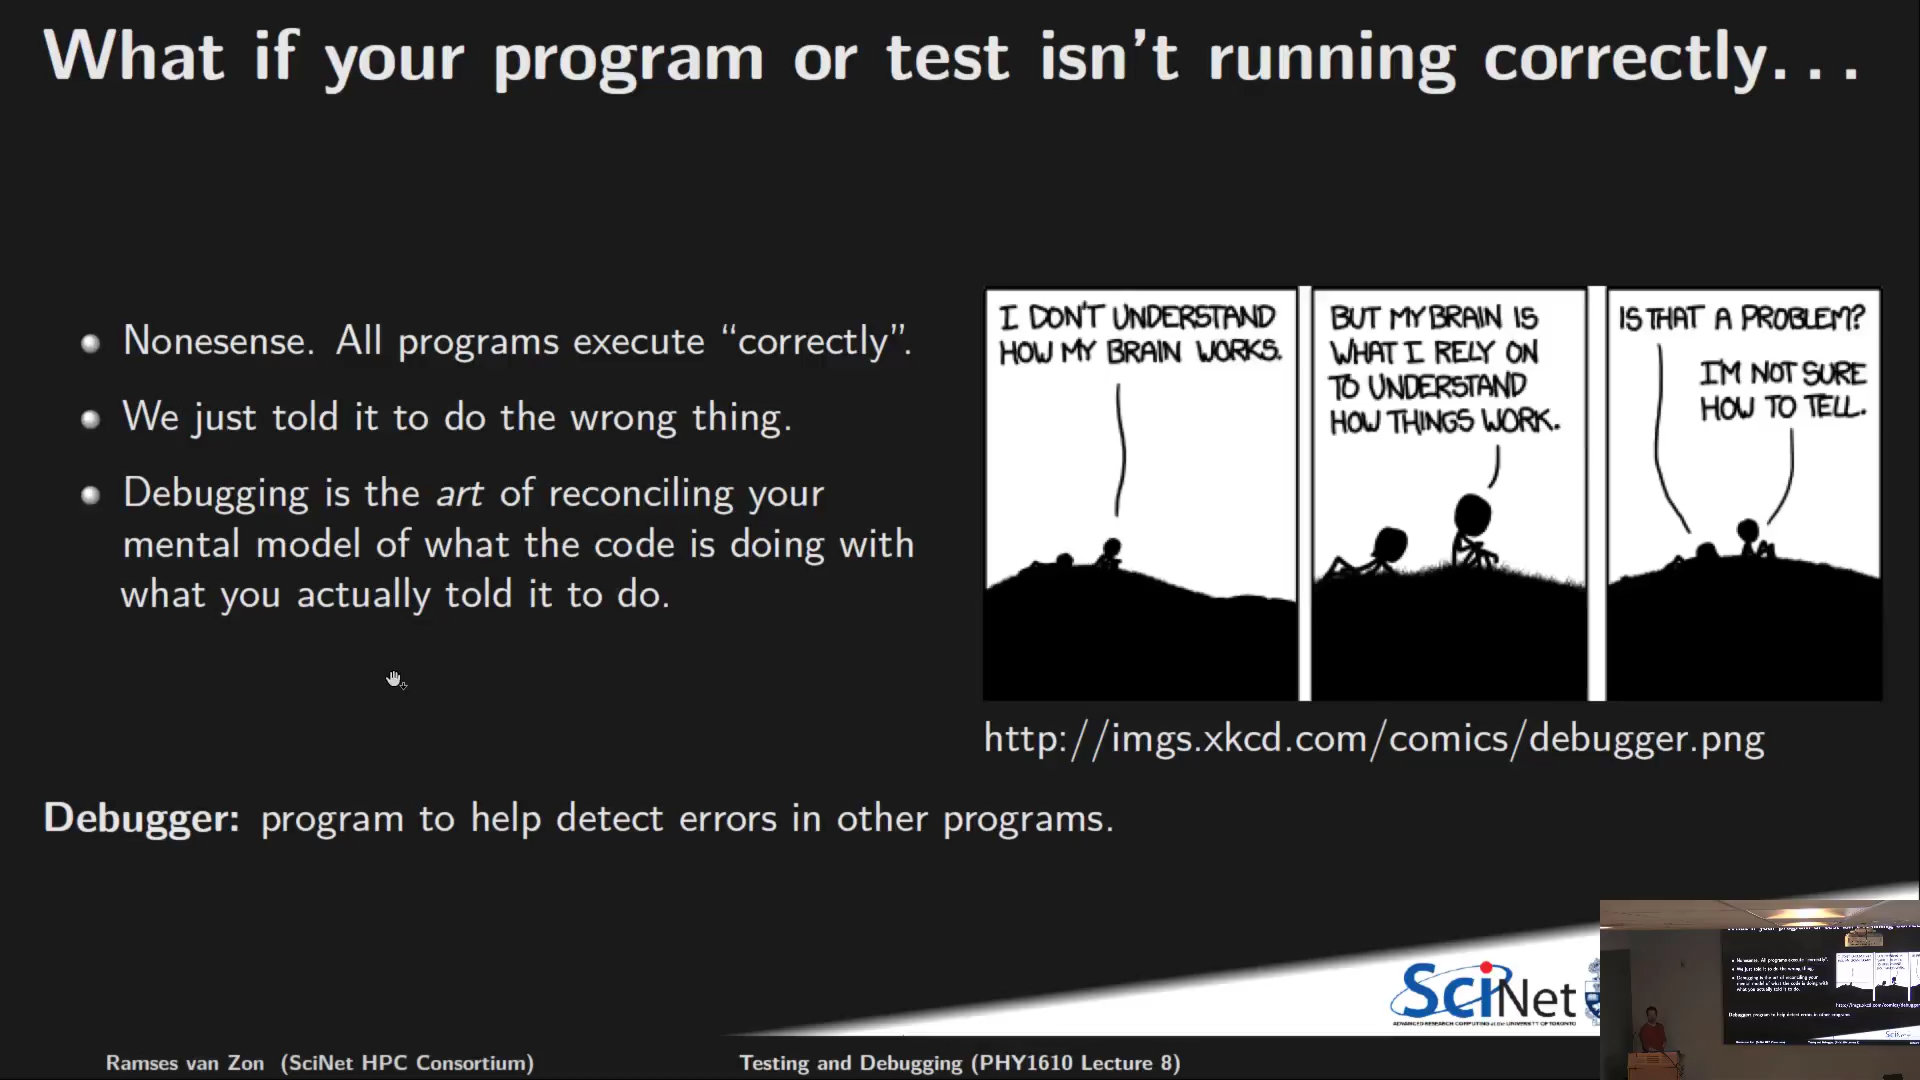 What if your program or test isn't running correctly...
Nonesense. All programs execute “correctly”.
We just told it to do the wrong thing.
Debugging is the art of reconciling your
mental model of what the code is doing with
what you actually told it to do.
I DON'T UNDERSTAND
HOW MY BRAIN WORKS.
BUT MY BRAIN IS
WHAT I RELY ON
TO UNDERSTAND
HOW THINGS WORK.
IS THAT A PROBLEM?
I'M NOT SURE
HOW TO TELL.
http://imgs.xkcd.com/comics/debugger.png
Debugger: program to help detect errors in other programs.
SciNet
ADVANCED RESEARCH COMPUTING at the UNIVERSITY OF TORONTO
Ramses van Zon (SciNet HPC Consortium)
Testing and Debugging (PHY1610 Lecture 8)